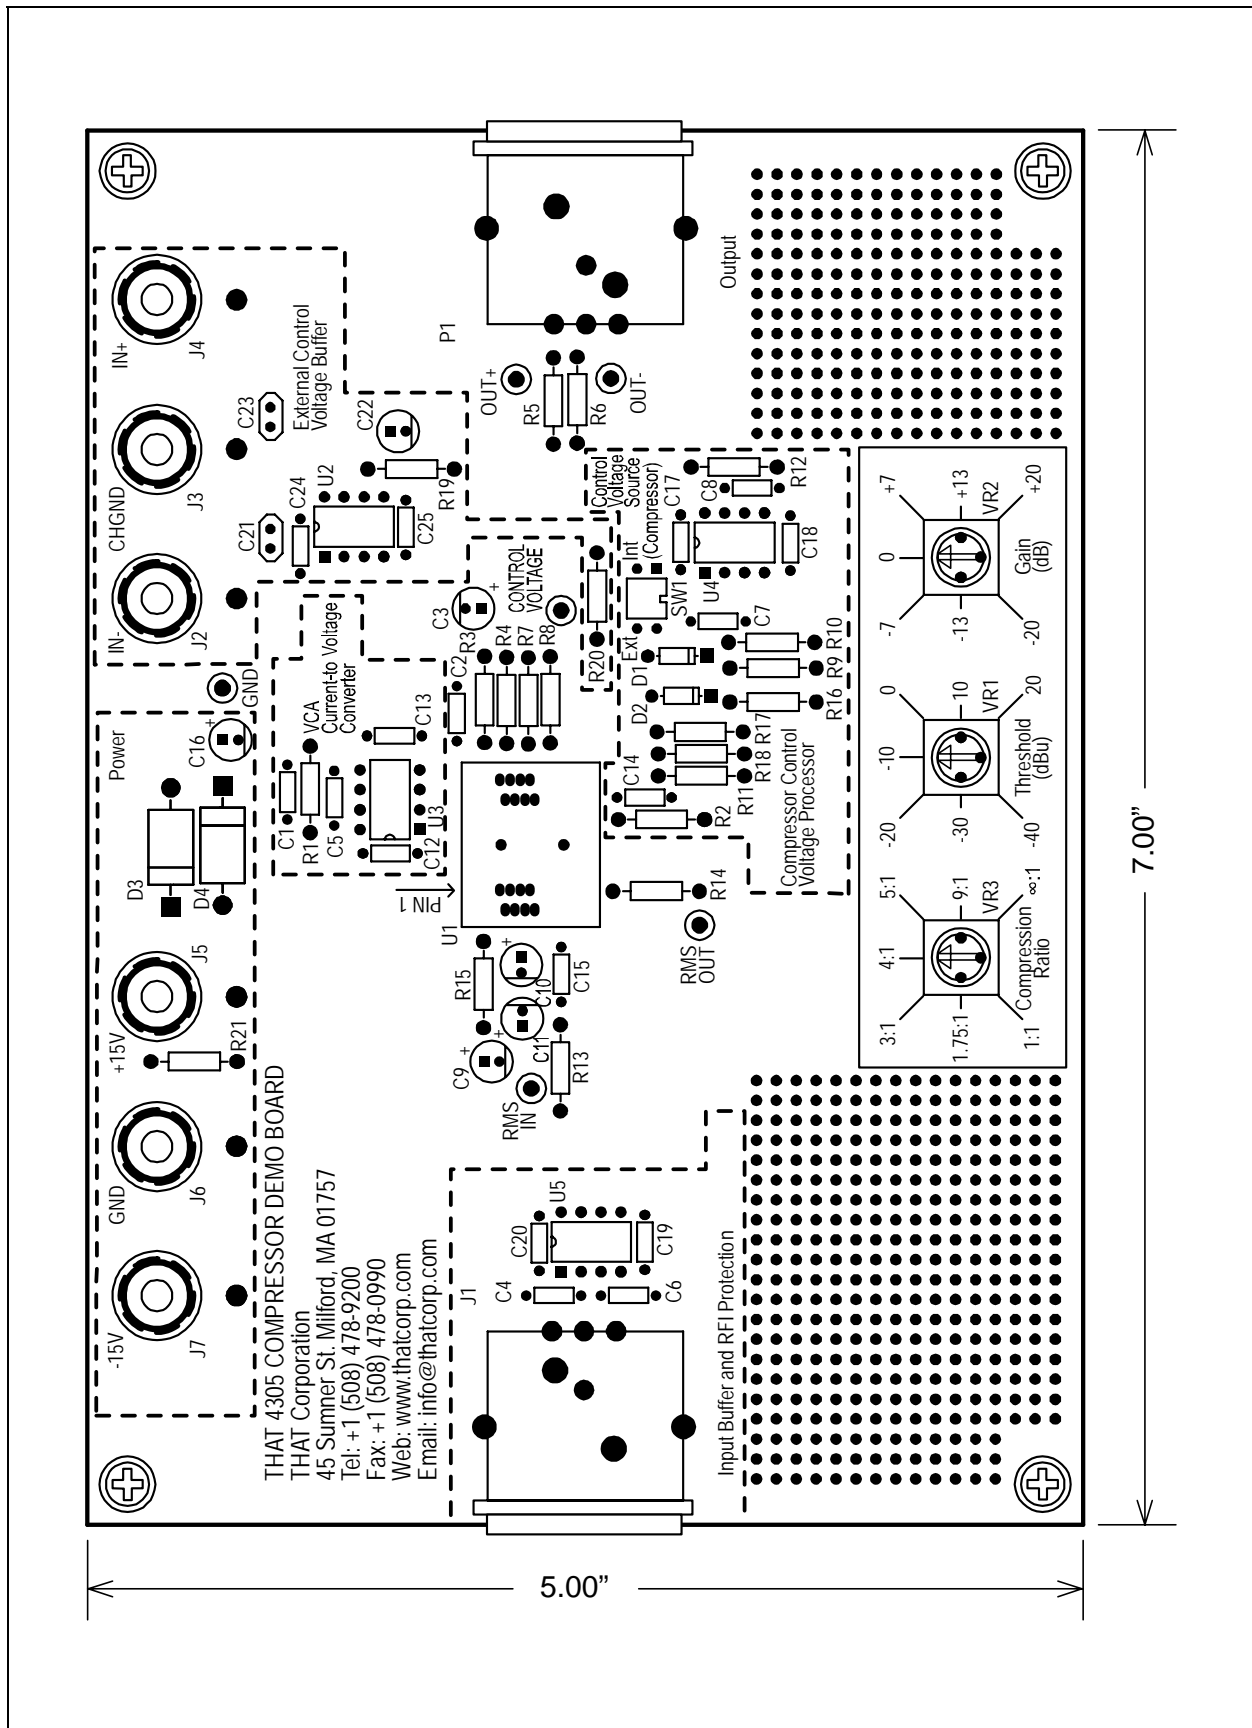 -15V
J7
GND
J6
+15V
J5
R21
D3
D4
Power
C16
GND
IN-
J2
CHGND
J3
IN+
J4
C21
C23
External Control
Voltage Buffer
C24
U2
C25
C22
R19
THAT 4305 COMPRESSOR DEMO BOARD
THAT Corporation
45 Sumner St. Milford, MA 01757
Tel: +1 (508) 478-9200
Fax: +1 (508) 478-0990
Web: www.thatcorp.com
Email: info@thatcorp.com
VCA
Current-to Voltage
Converter
C1
R1
C5
C13
U3
C12
PIN 1
U1
C2
R3
R4
R7
R8
C3
+
CONTROL
VOLTAGE
R20
P1
OUT+
R5
R6
OUT-
Output
J1
C4
C6
C20
U5
C19
Input Buffer and RFI Protection
R15
C9
+
C10
+
C11
+
C15
R13
RMS
IN
RMS
OUT
R14
Control
Voltage
Source
Int
(Compressor)
Ext
SW1
C17
C8
R12
U4
C18
C7
D1
D2
R10
R9
R16
R17
R18
R11
C14
R2
Compressor Control
Voltage Processor
3:1
4:1
5:1
1.75:1
9:1
VR3
1:1
Compression
Ratio
∞:1
-20
-10
0
-30
10
VR1
-40
Threshold
(dBu)
20
-7
0
+7
-13
+13
VR2
-20
Gain
(dB)
+20
5.00”
7.00”